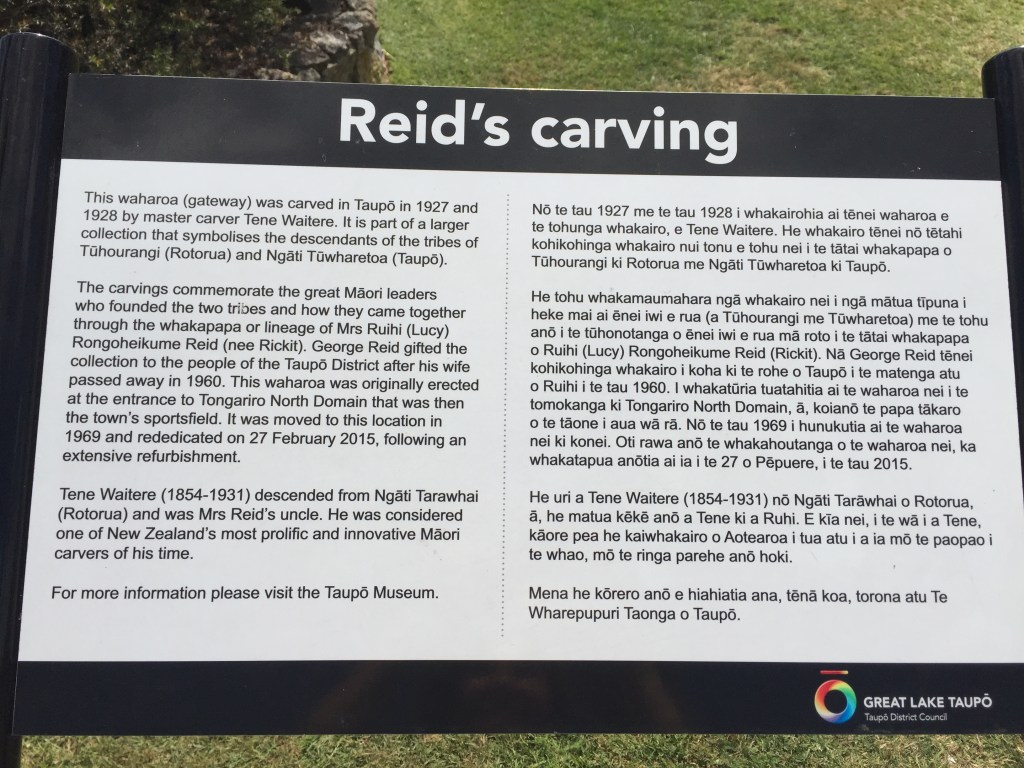 Reid's carving
This waharoa (gateway) was carved in Taupō in 1927 and
1928 by master carver Tene Waitere. It is part of a larger
collection that symbolises the descendants of the tribes of
Tūhourangi (Rotorua) and Ngāti Tūwharetoa (Taupō).
The carvings commemorate the great Māori leaders
who founded the two tribes and how they came together
through the whakapapa or lineage of Mrs Ruihi (Lucy)
Rongoheikume Reid (nee Rickit). George Reid gifted the
collection to the people of the Taupō District after his wife
passed away in 1960. This waharoa was originally erected
at the entrance to Tongariro North Domain that was then
the town's sportsfield. It was moved to this location in
1969 and rededicated on 27 February 2015, following an
extensive refurbishment.
Tene Waitere (1854-1931) descended from Ngāti Tarawhai
(Rotorua) and was Mrs Reid's uncle. He was considered
one of New Zealand's most prolific and innovative Māori
carvers of his time.
For more information please visit the Taupō Museum.
Nō te tau 1927 me te tau 1928 i whakairohia ai tēnei waharoa e
te tohunga whakairo, e Tene Waitere. He whakairo tēnei nō tētahi
kohikohinga whakairo nui tonu e tohu nei i te tātai whakapapa o
Tūhourangi ki Rotorua me Ngāti Tūwharetoa ki Taupō.
He tohu whakamaumahara ngā whakairo nei i ngā mātua tīpuna i
heke mai ai ēnei iwi e rua (a Tūhourangi me Tūwharetoa) me te tohu
anō i te tūhonotanga o ēnei iwi e rua mā roto i te tātai whakapapa
o Ruihi (Lucy) Rongoheikume Reid (Rickit). Nā George Reid tēnei
kohikohinga whakairo i koha ki te rohe o Taupō i te matenga atu
o Ruihi i te tau 1960. I whakatūria tuatahitia ai te waharoa nei i te
tomokanga ki Tongariro North Domain, ā, koianō te papa tākaro
o te tāone i aua wā rā. Nō te tau 1969 i hunukutia ai te waharoa
nei ki konei. Oti rawa anō te whakahoutanga o te waharoa nei, ka
whakatapua anōtia ai ia i te 27 o Pēpuere, i te tau 2015.
He uri a Tene Waitere (1854-1931) nō Ngāti Tarāwhai o Rotorua,
ā, he matua kēkē anō a Tene ki a Ruhi. E kīa nei, i te wā i a Tene,
kāore pea he kaiwhakairo o Aotearoa i tua atu i a ia mō te paopao i
te whao, mō te ringa parehe anō hoki.
Mena he kōrero anō e hiahiatia ana, tēnā koa, torona atu Te
Wharepupuri Taonga o Taupō.
GREAT LAKE TAUPŌ
Taupō District Council